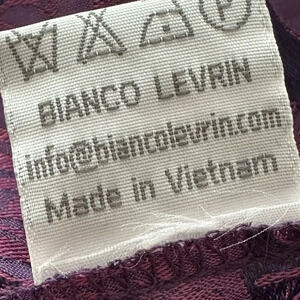 P
BIANCO LEVRIN
info@biancolevrin.com
Made in Vietnam